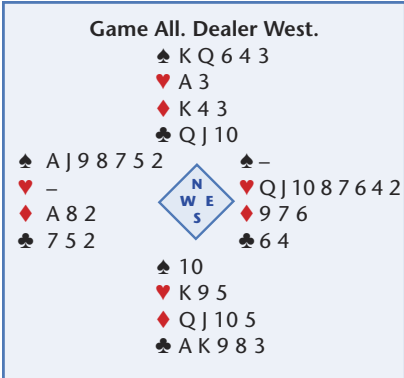 Game All. Dealer West.
♠ K Q 6 4 3
♥ A 3
♦ K 4 3
♣ Q J 10
♠ A J 9 8 7 5 2 ♠ –
♥ – ♥ Q J 10 8 7 6 4 2
♦ A 8 2 ♦ 9 7 6
♣ 7 5 2 ♣ 6 4
N
W E
S
♠ 10
♥ K 9 5
♦ Q J 10 5
♣ A K 9 8 3